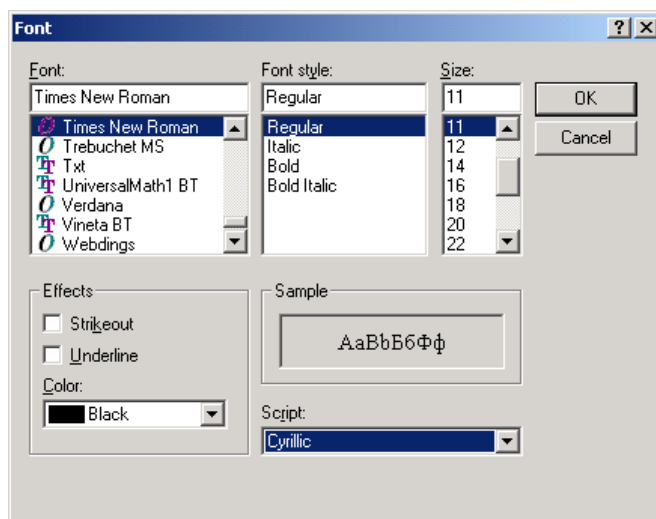 Font
Font:
Times New Roman
Times New Roman
Trebuchet MS
Txt
UniversalMath1 BT
Verdana
Vineta BT
Webdings
Font style:
Regular
Regular
Italic
Bold
Bold Italic
Size:
11
11
12
14
16
18
20
22
OK
Cancel
Effects
Strikeout
Underline
Color:
Black
Sample
АаBbБбФф
Script:
Cyrillic